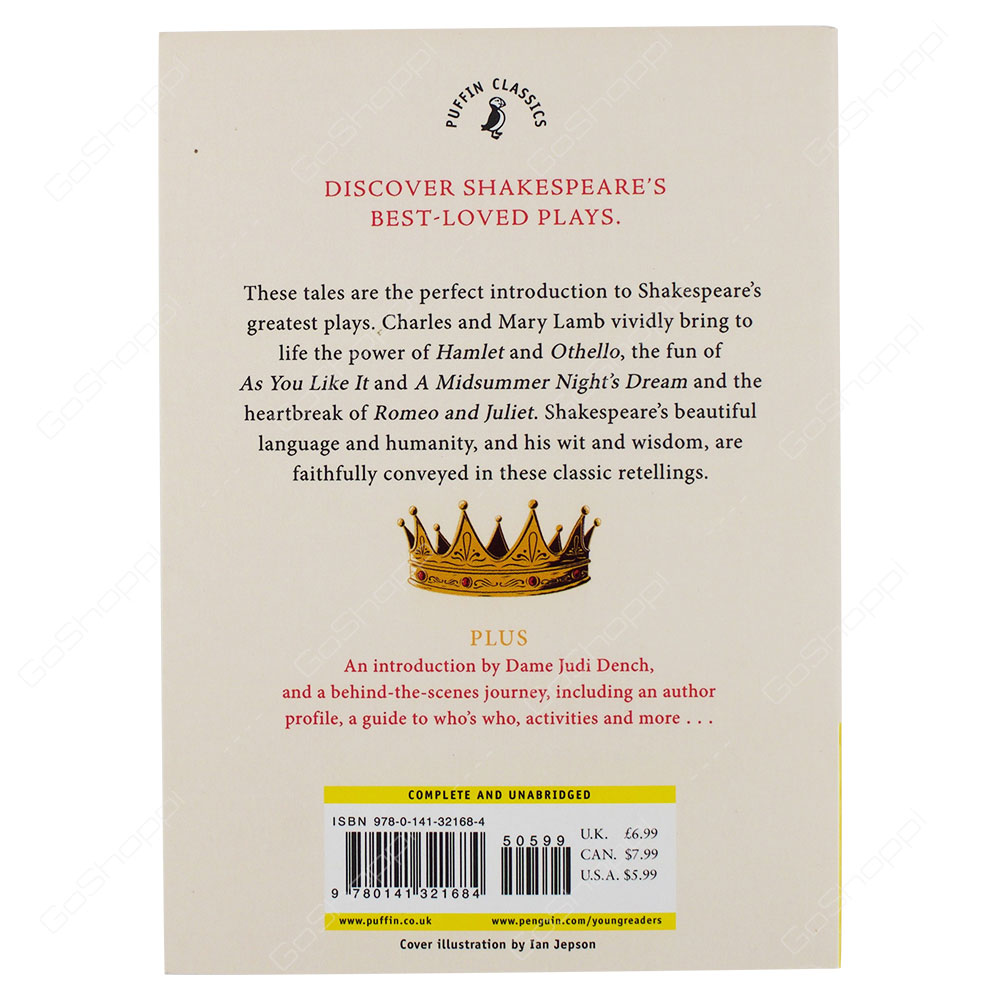 PUFFIN CLASSICS
DISCOVER SHAKESPEARE'S
BEST-LOVED PLAYS.
These tales are the perfect introduction to Shakespeare's
greatest plays. Charles and Mary Lamb vividly bring to
life the power of Hamlet and Othello, the fun of
As You Like It and A Midsummer Night's Dream and the
heartbreak of Romeo and Juliet. Shakespeare's beautiful
language and humanity, and his wit and wisdom, are
faithfully conveyed in these classic retellings.
PLUS
An introduction by Dame Judi Dench,
and a behind-the-scenes journey, including an author
profile, a guide to who's who, activities and more . . .
COMPLETE AND UNABRIDGED
ISBN 978-0-141-32168-4
50599
9 780141 321684
U.K. £6.99
CAN. $7.99
U.S.A. $5.99
www.puffin.co.uk www.penguin.com/youngreaders
Cover illustration by Ian Jepson
GoShoppi